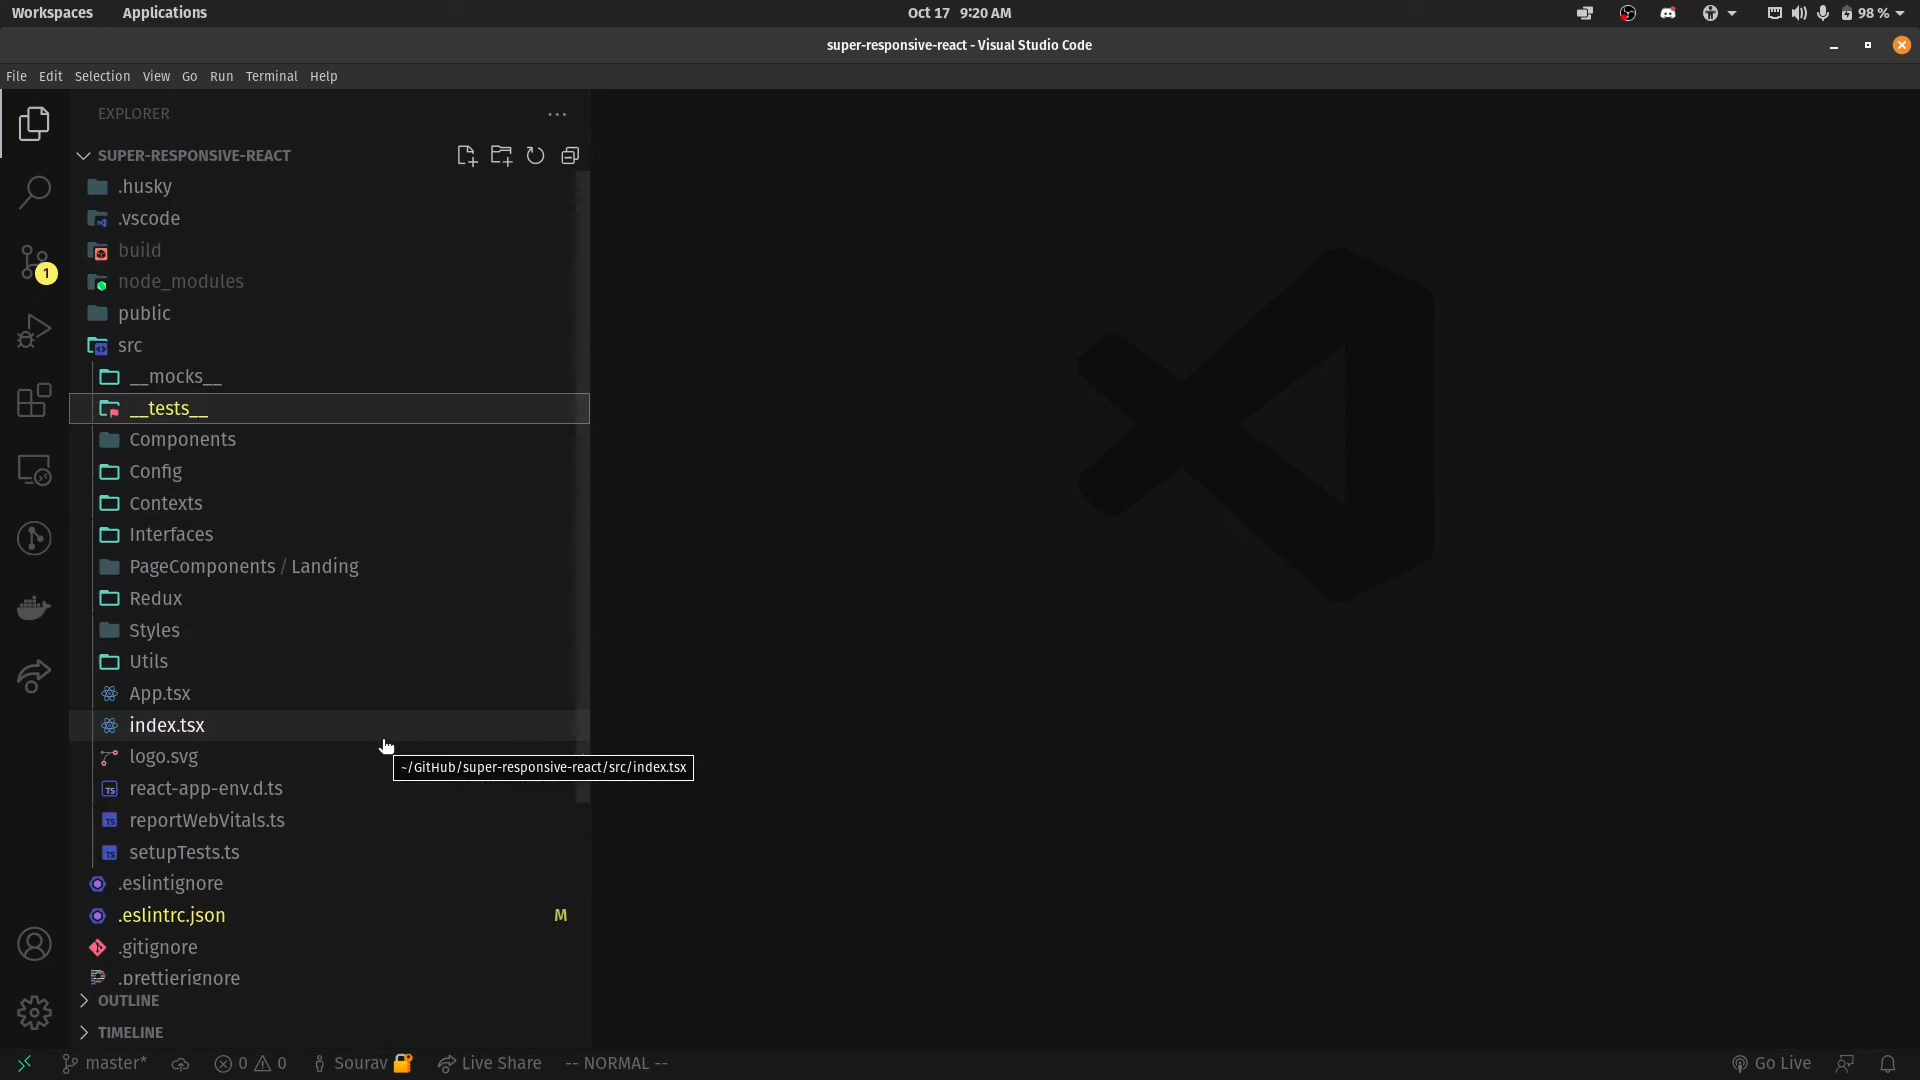 Workspaces Applications Oct 17 9:20 AM 98 %
super-responsive-react - Visual Studio Code
File Edit Selection View Go Run Terminal Help
EXPLORER
SUPER-RESPONSIVE-REACT
.husky
.vscode
build
node_modules
public
src
__mocks__
__tests__
Components
Config
Contexts
Interfaces
PageComponents / Landing
Redux
Styles
Utils
App.tsx
index.tsx
logo.svg
~/GitHub/super-responsive-react/src/index.tsx
react-app-env.d.ts
reportWebVitals.ts
setupTests.ts
.eslintignore
.eslintrc.json M
.gitignore
.prettierignore
OUTLINE
TIMELINE
1
master* 0 0 Sourav Live Share -- NORMAL -- Go Live